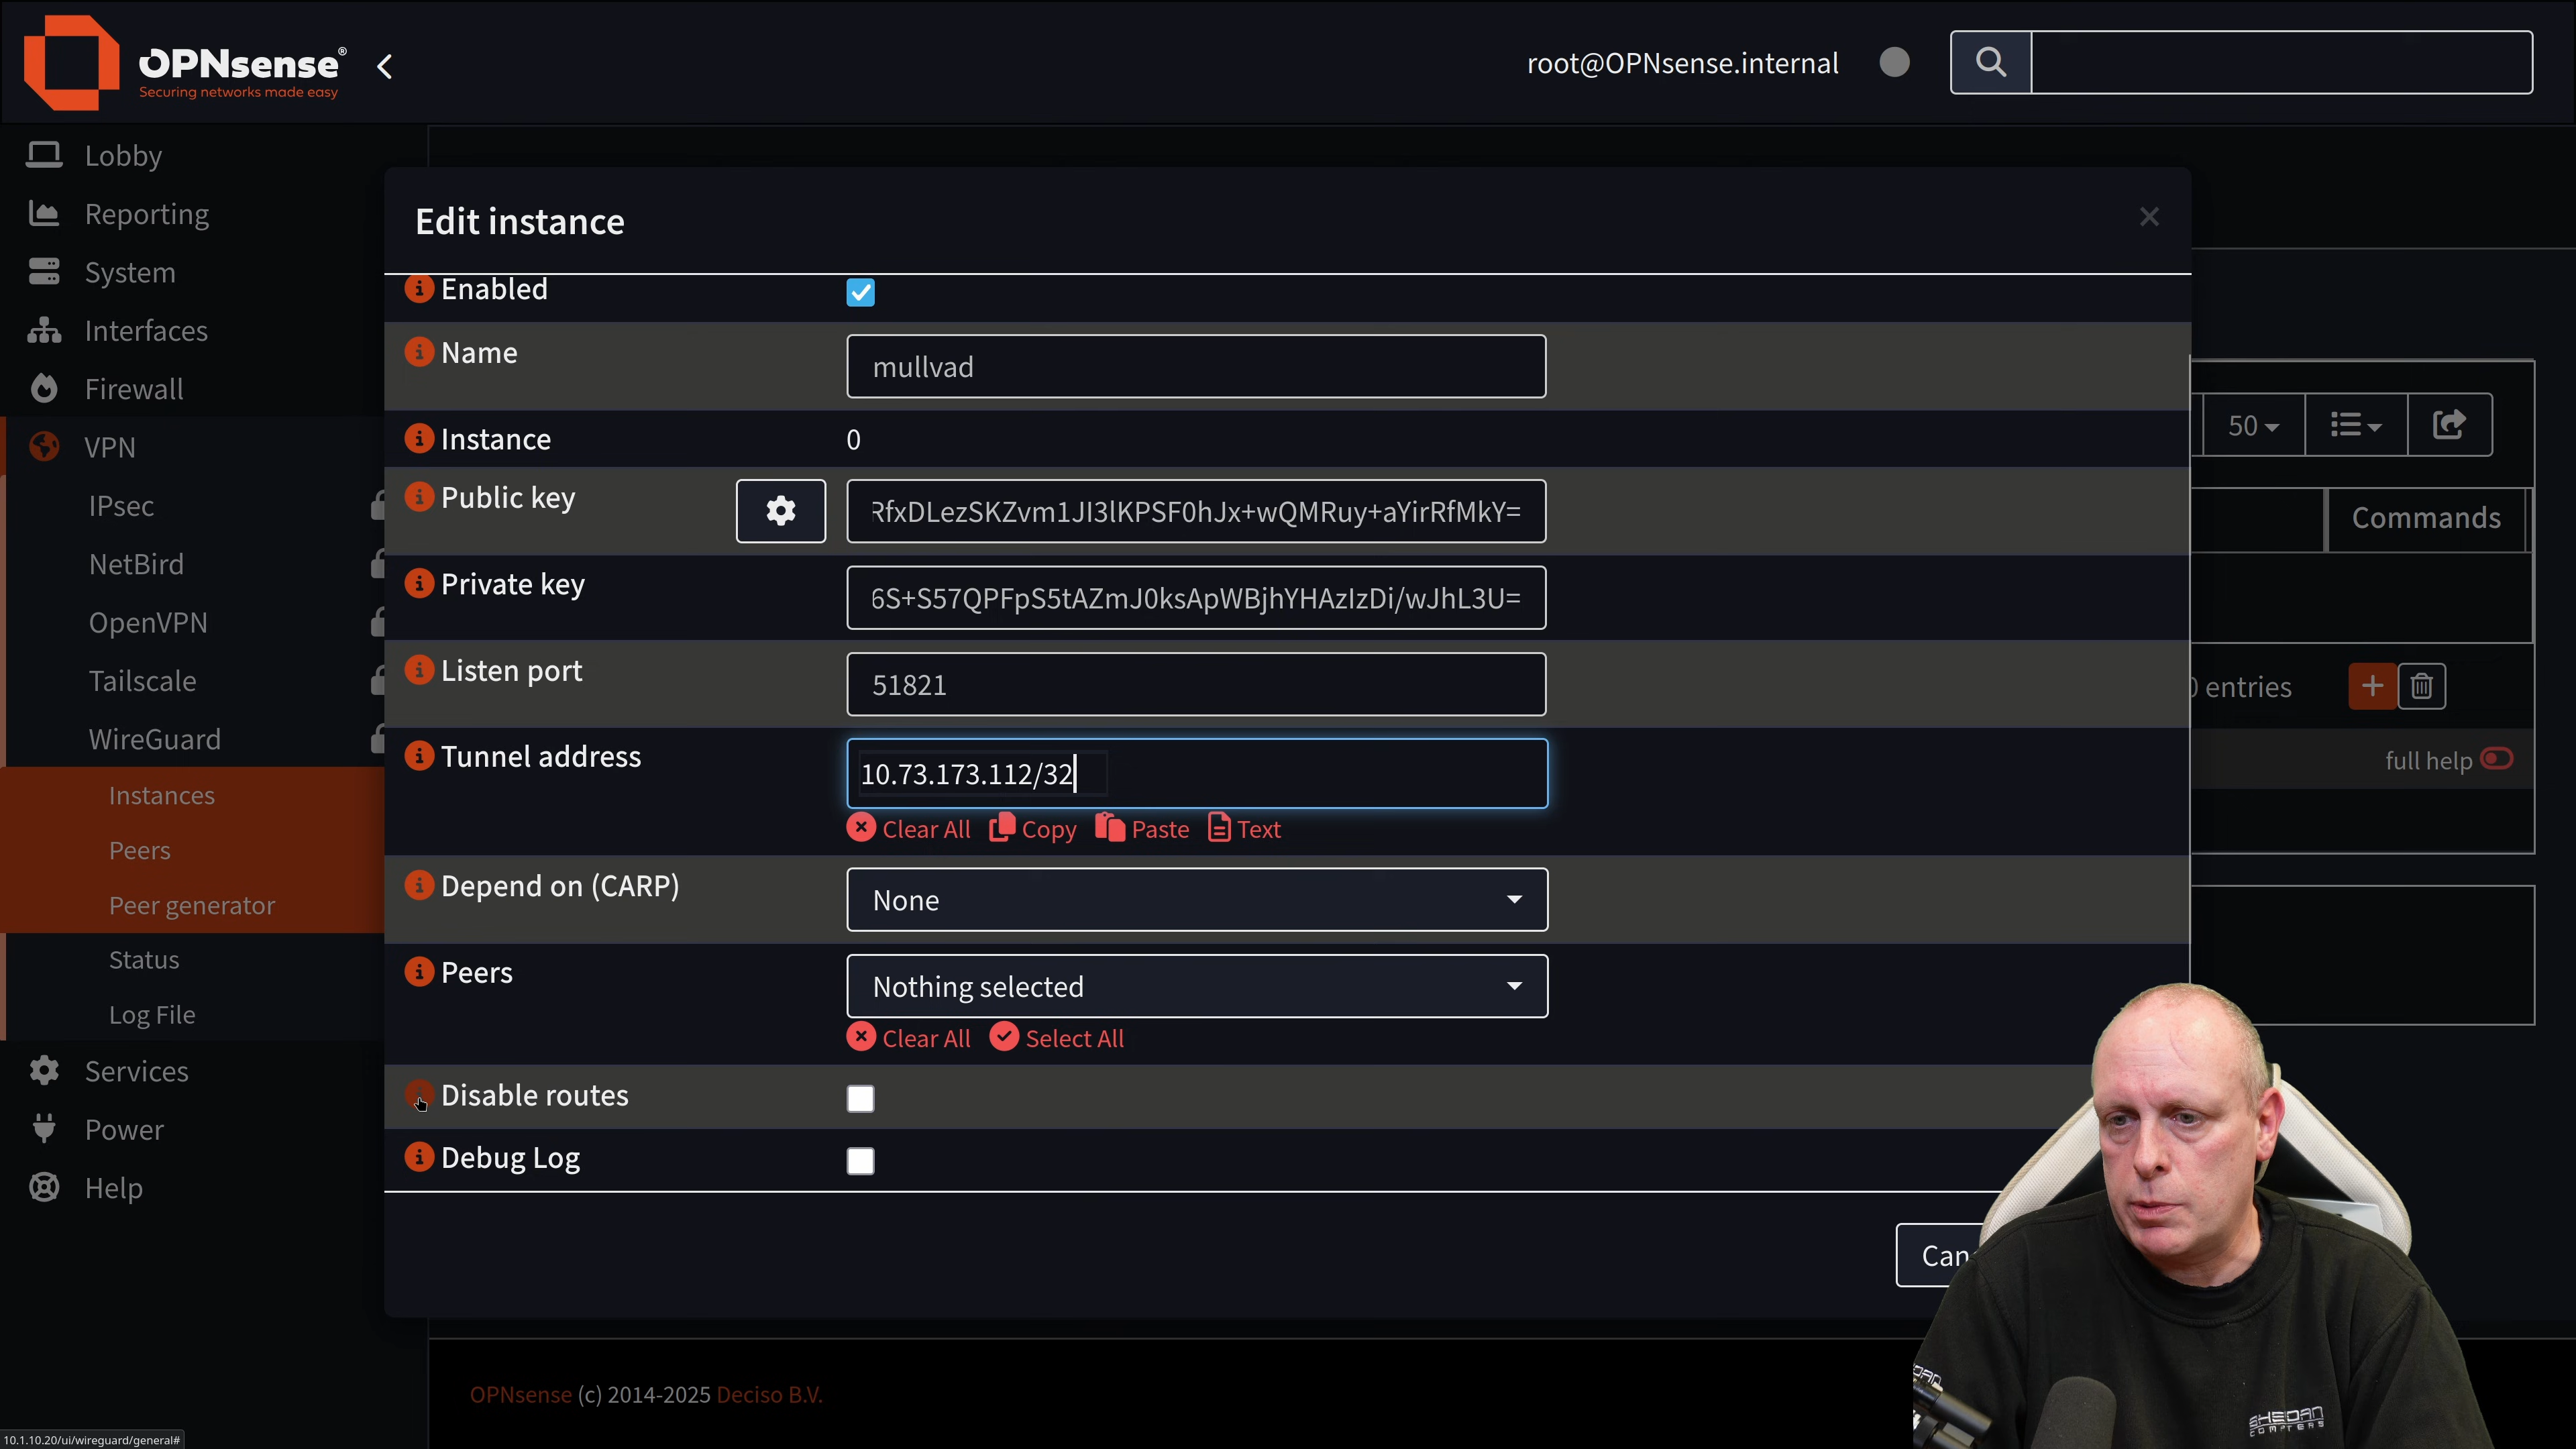 OPNsense®
Securing networks made easy
root@OPNsense.internal
Lobby
Reporting
System
Interfaces
Firewall
VPN
IPsec
NetBird
OpenVPN
Tailscale
WireGuard
Instances
Peers
Peer generator
Status
Log File
Services
Power
Help
Edit instance
Enabled
Name
mullvad
Instance
0
Public key
RfxDLezSKZvm1JI3lKPSF0hJx+wQMRuy+aYirRfMkY=
Private key
6S+S57QPFpS5tAZmJ0ksApWBjhYHAzIzDi/wJhL3U=
Listen port
51821
Tunnel address
10.73.173.112/32
Clear All Copy Paste Text
Depend on (CARP)
None
Peers
Nothing selected
Clear All Select All
Disable routes
Debug Log
50
Commands
entries
full help
OPNsense (c) 2014-2025 Deciso B.V.
SHEDAN
COMPTERS
10.1.10.20/ui/wireguard/general#